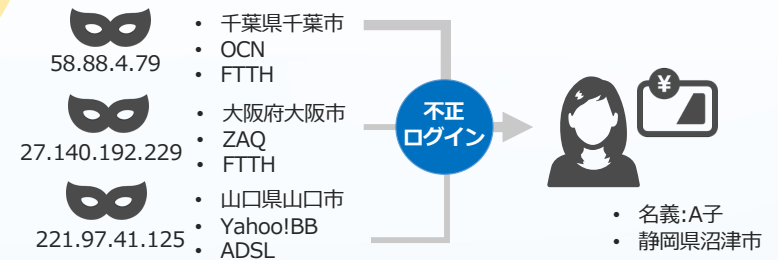 58.88.4.79
• 千葉県千葉市
• OCN
• FTTH
27.140.192.229
• 大阪府大阪市
• ZAQ
• FTTH
221.97.41.125
• 山口県山口市
• Yahoo!BB
• ADSL
不正
ログイン
¥
• 名義:A子
• 静岡県沼津市